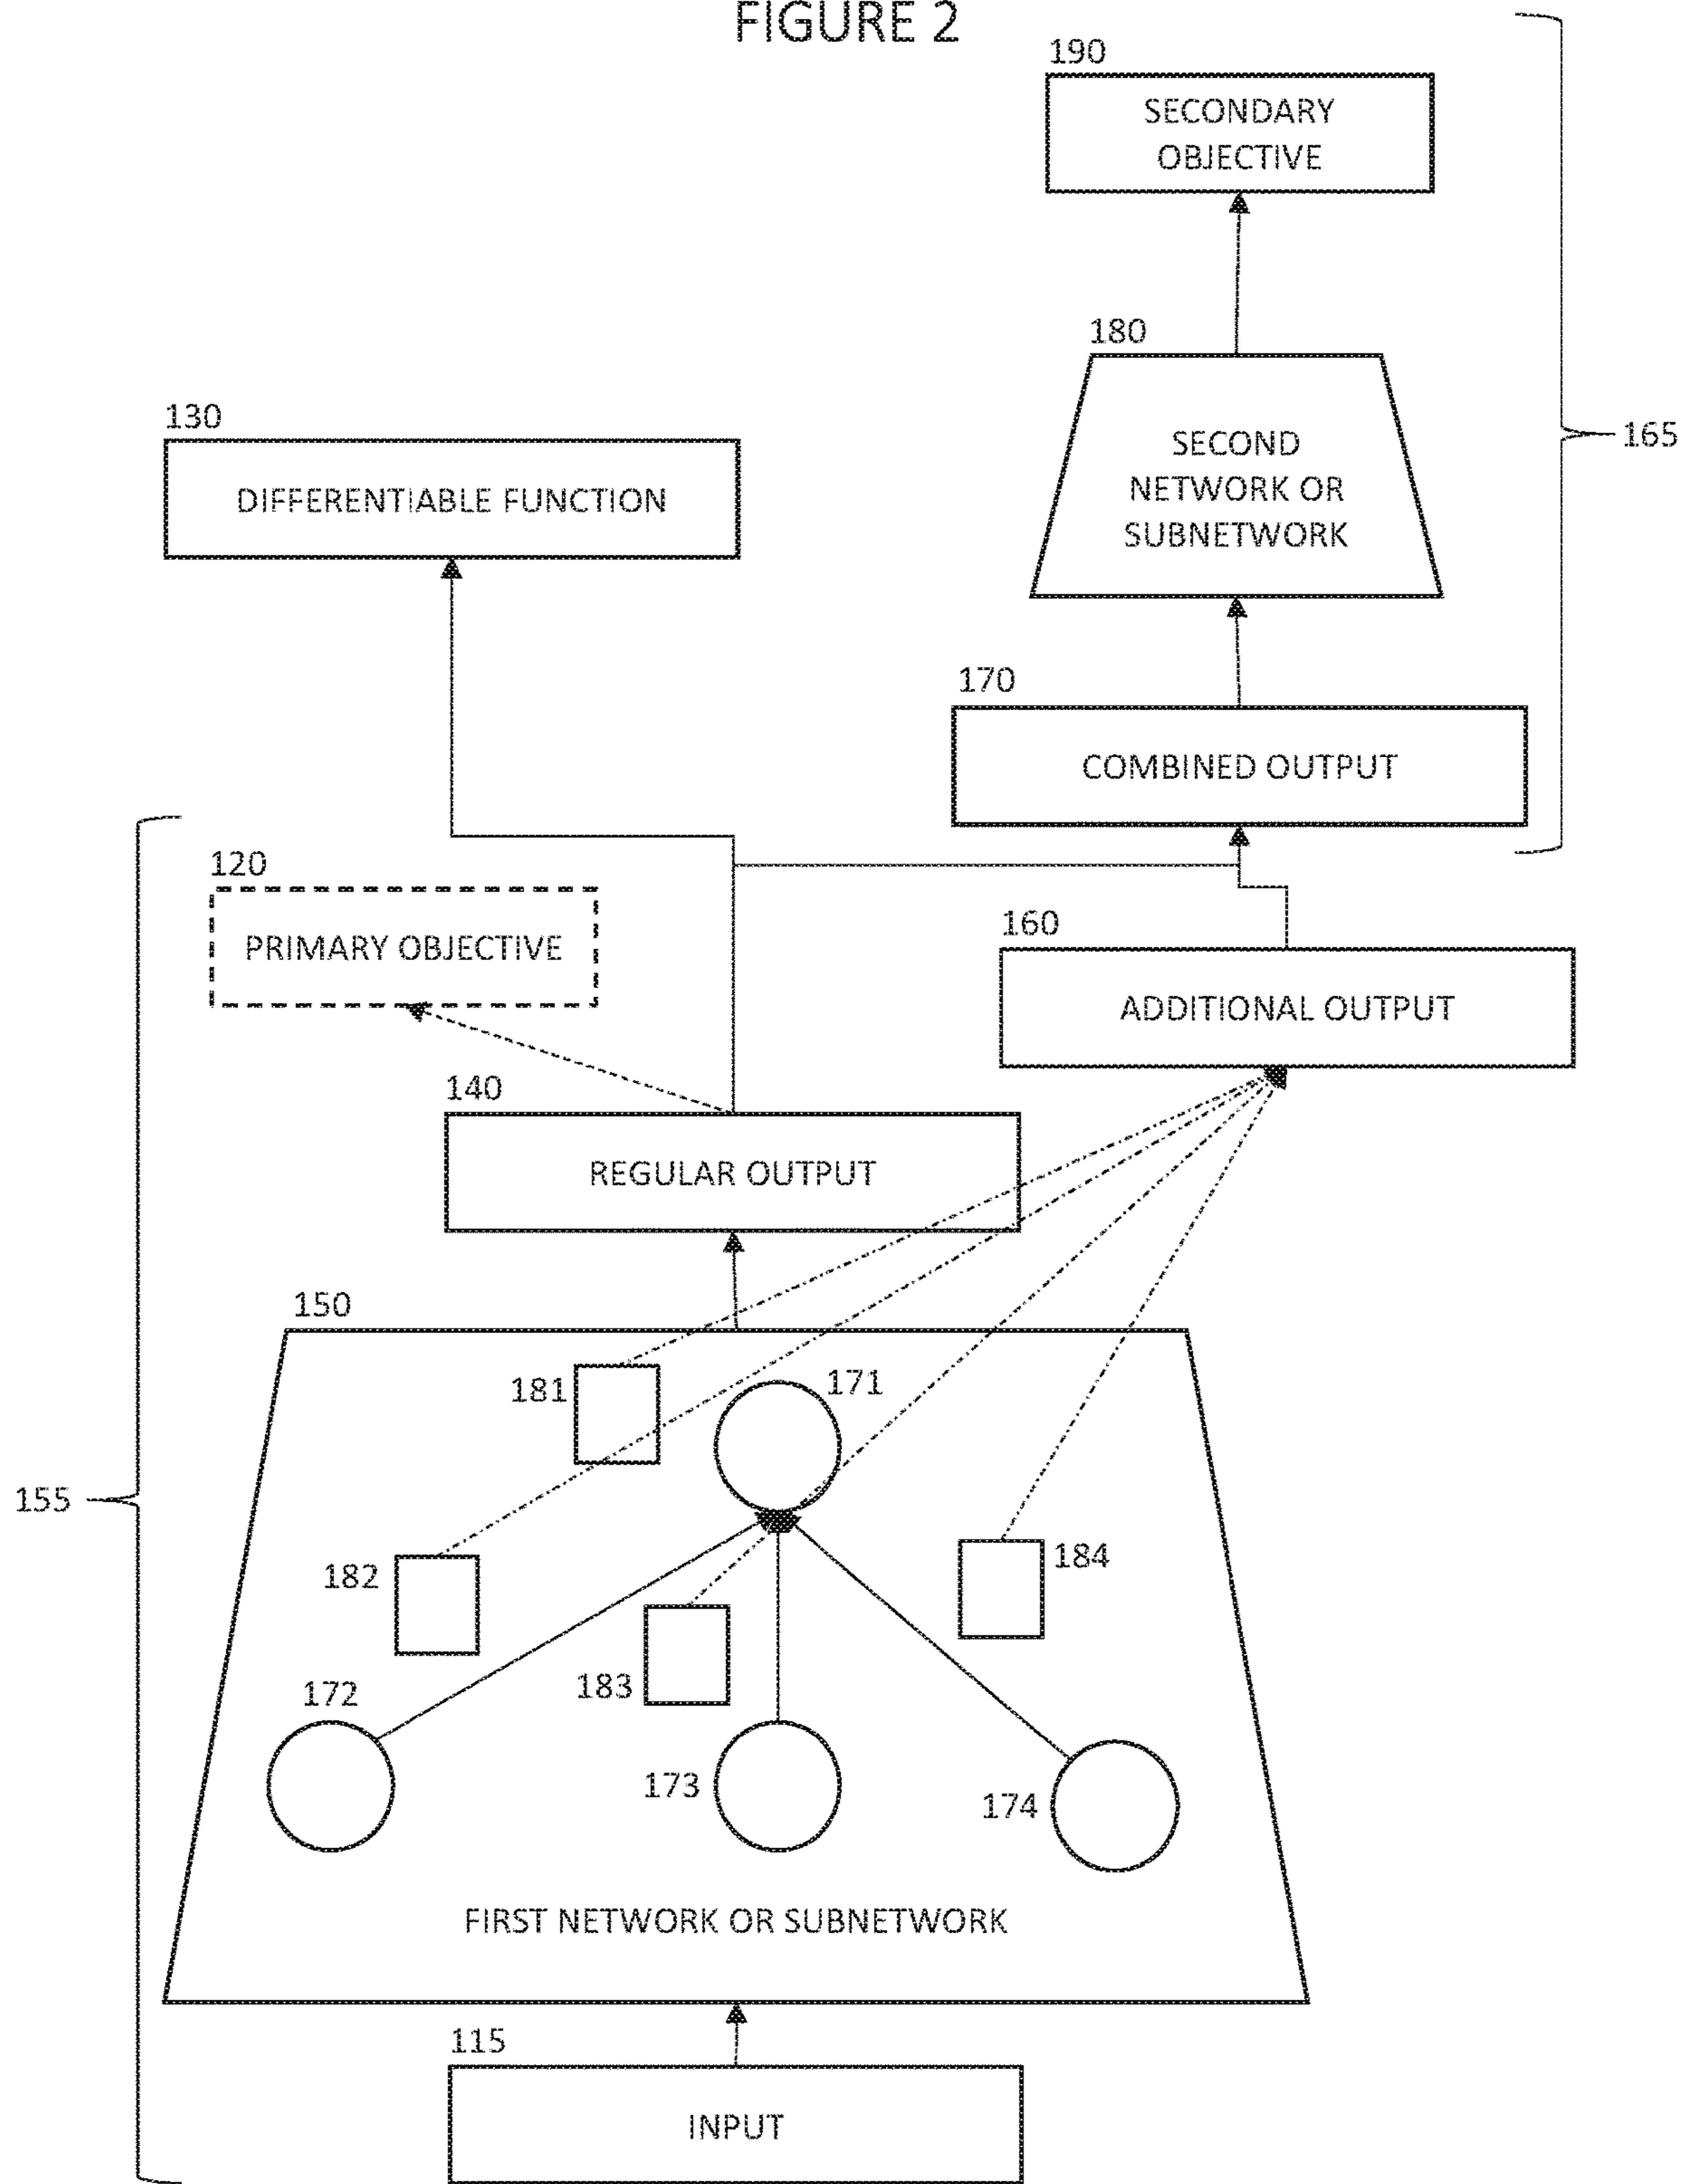 FIGURE 2
190
SECONDARY
OBJECTIVE
180
SECOND
NETWORK OR
SUBNETWORK
165
130
DIFFERENTIABLE FUNCTION
170
COMBINED OUTPUT
120
PRIMARY OBJECTIVE
160
ADDITIONAL OUTPUT
140
REGULAR OUTPUT
150
181
171
155
182
184
183
172
173
174
FIRST NETWORK OR SUBNETWORK
115
INPUT